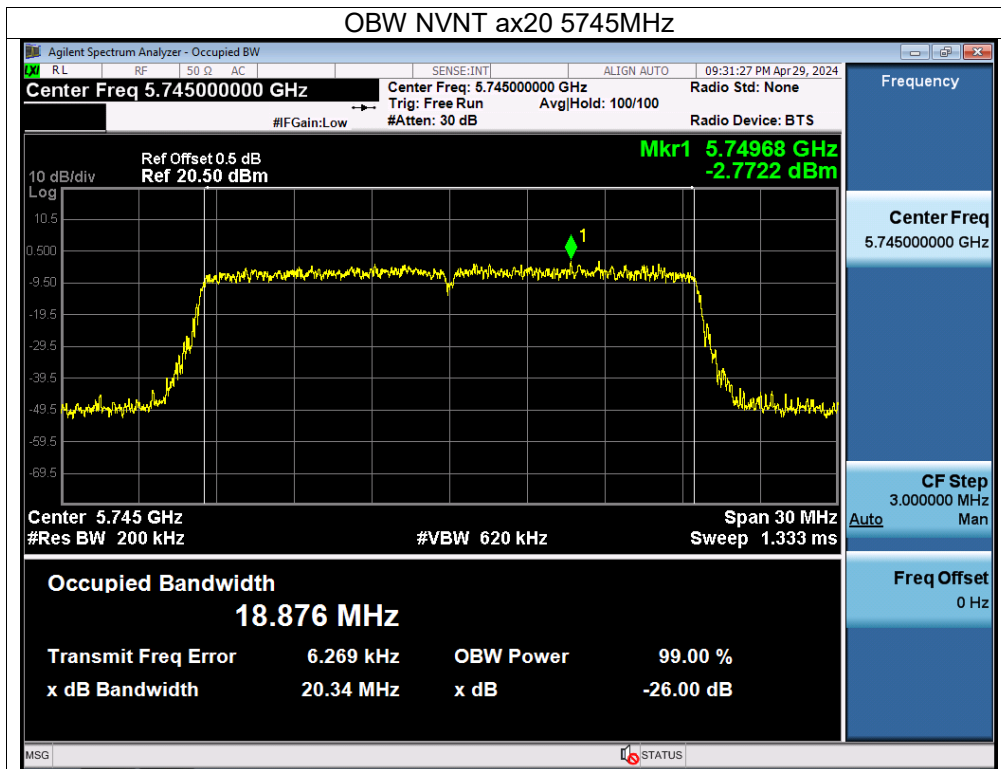 OBW NVNT ax20 5745MHz
Agilent Spectrum Analyzer - Occupied BW
LXI RL RF 50 Ω AC SENSE:INT ALIGN AUTO 09:31:27 PM Apr 29, 2024
Center Freq 5.745000000 GHz
Center Freq: 5.745000000 GHz Radio Std: None
Trig: Free Run Avg|Hold: 100/100
#IFGain:Low #Atten: 30 dB Radio Device: BTS
Frequency
Mkr1 5.74968 GHz
-2.7722 dBm
Ref Offset 0.5 dB
10 dB/div Ref 20.50 dBm
Log
10.5
0.500
-9.50
-19.5
-29.5
-39.5
-49.5
-59.5
-69.5
1
Center 5.745 GHz Span 30 MHz
#Res BW 200 kHz #VBW 620 kHz Sweep 1.333 ms
Center Freq
5.745000000 GHz
CF Step
3.000000 MHz
Auto Man
Freq Offset
0 Hz
Occupied Bandwidth
18.876 MHz
Transmit Freq Error 6.269 kHz OBW Power 99.00 %
x dB Bandwidth 20.34 MHz x dB -26.00 dB
MSG STATUS